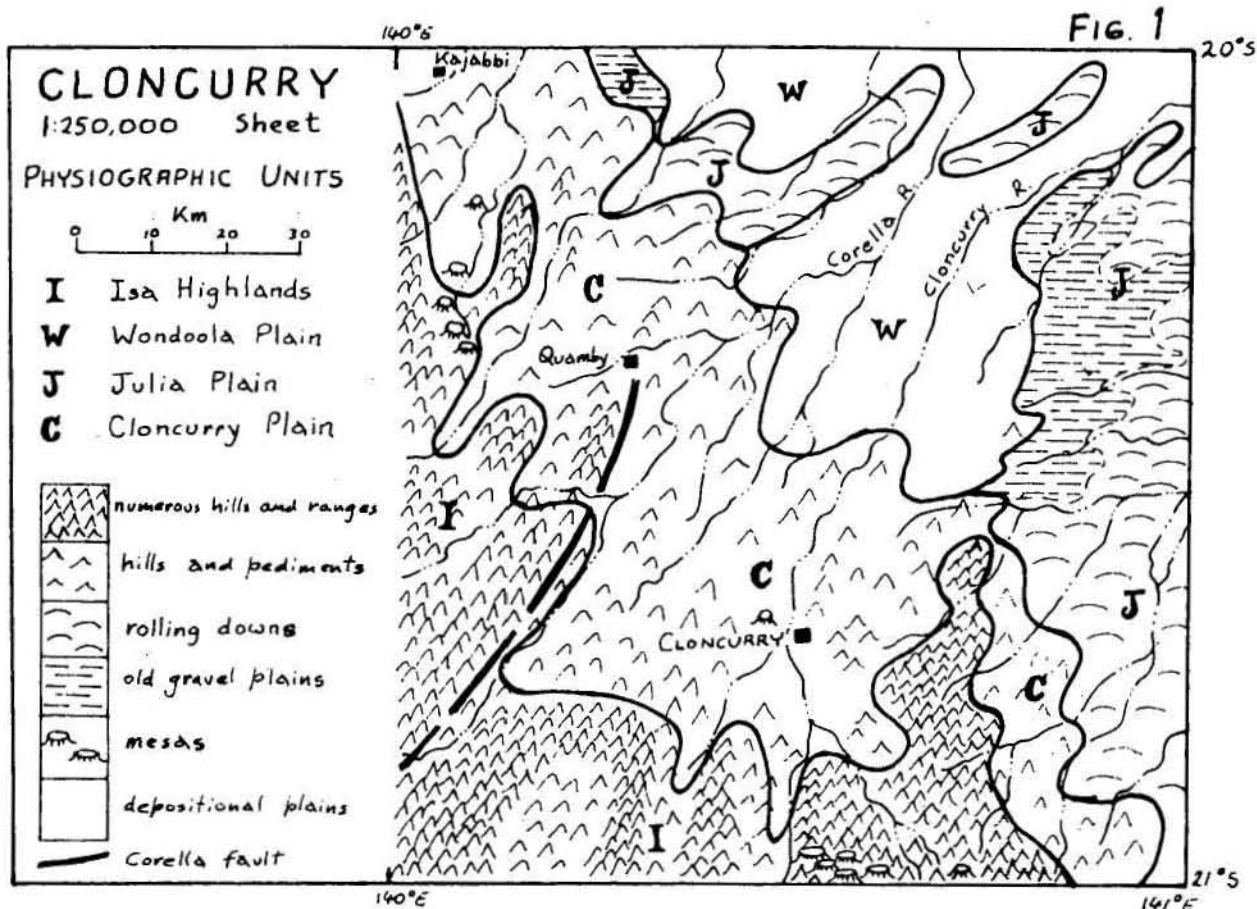 FIG. 1
140°E
20°S
CLONCURRY
1:250,000 Sheet
PHYSIOGRAPHIC UNITS
Km
0 10 20 30
I Isa Highlands
W Wondoola Plain
J Julia Plain
C Cloncurry Plain
numerous hills and ranges
hills and pediments
rolling downs
old gravel plains
mesas
depositional plains
Corella fault
Kajabbi
J
W
J
J
Corella R.
Cloncurry R.
C
J
W
Quamby
I
C
J
CLONCURRY
C
I
140°E
21°S
141°E